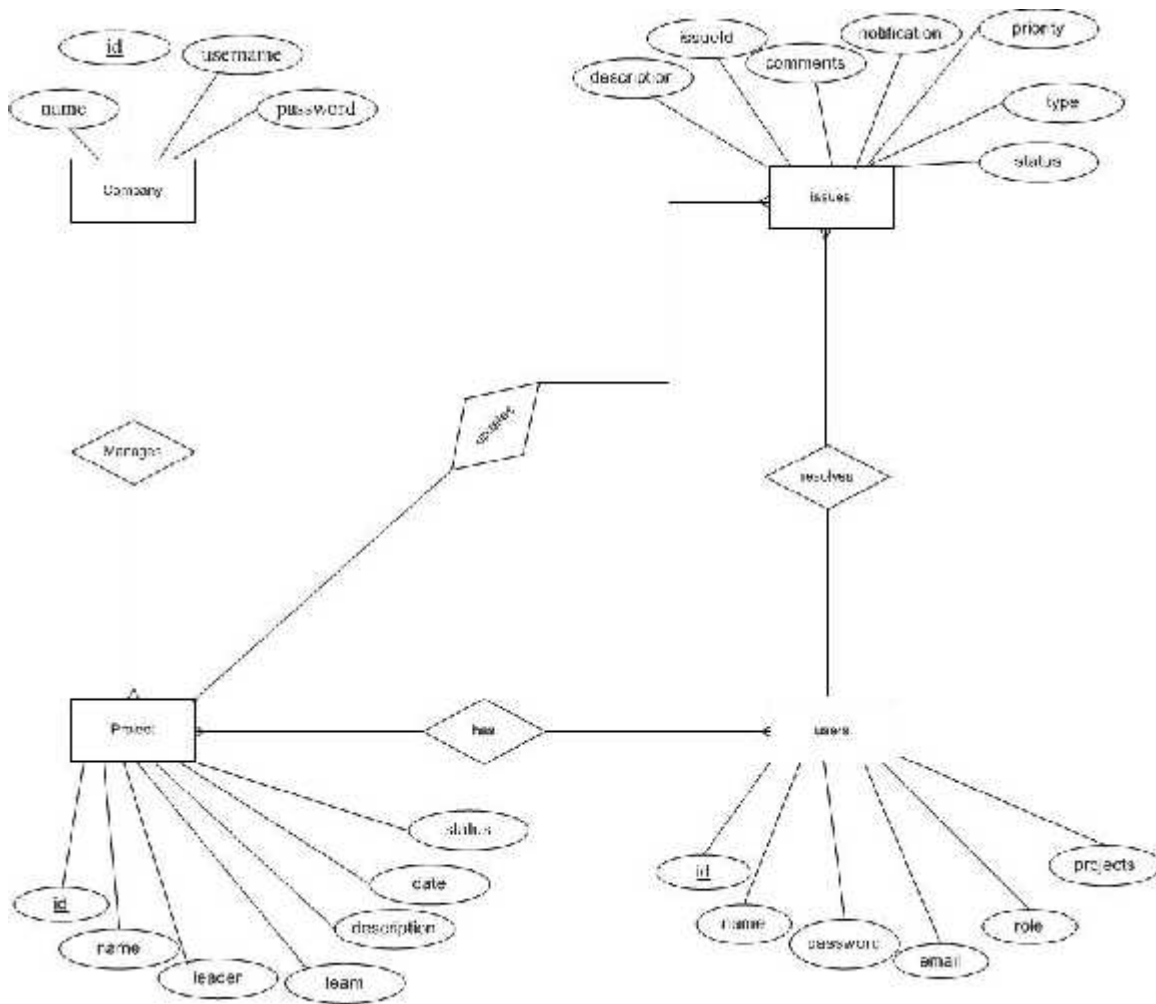 id
username
name
password
Company
issueId
notification
priority
description
comments
type
status
issues
Manages
resolves
Project
has
users
status
id
date
description
name
leader
team
id
name
password
email
role
projects